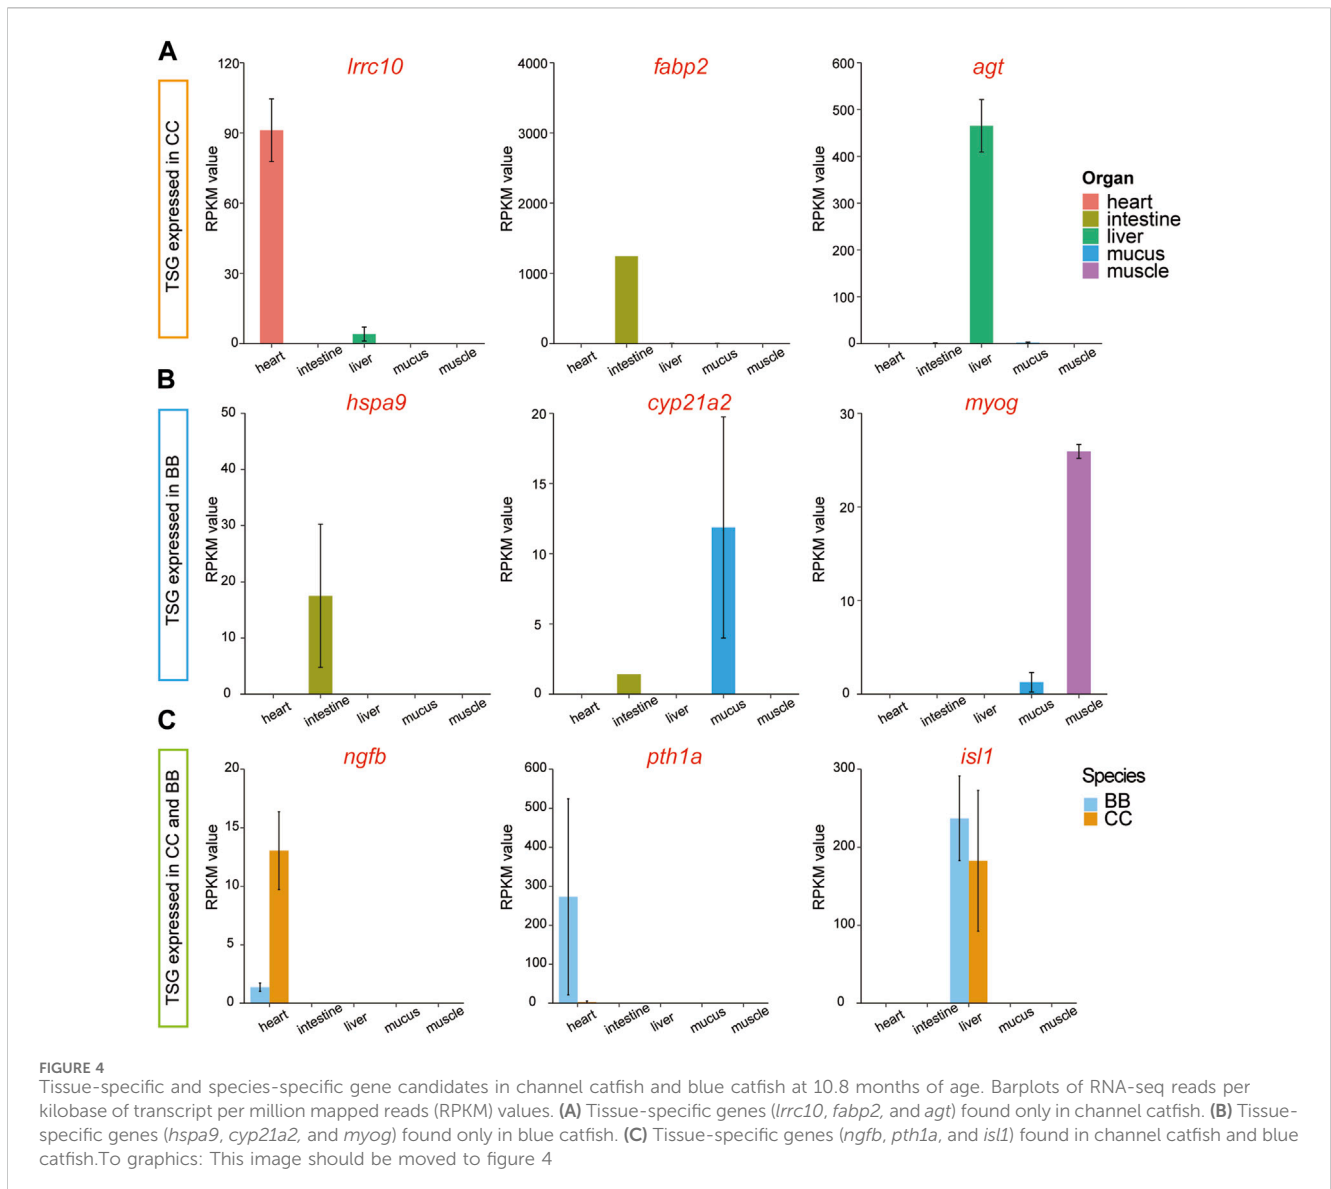 A
TSG expressed in CC
lrrc10
RPKM value
120
90
60
30
0
heart
intestine
liver
mucus
muscle
fabp2
RPKM value
4000
3000
2000
1000
0
heart
intestine
liver
mucus
muscle
agt
RPKM value
600
500
400
300
200
100
0
heart
intestine
liver
mucus
muscle
Organ
heart
intestine
liver
mucus
muscle
B
TSG expressed in BB
hspa9
RPKM value
50
40
30
20
10
0
heart
intestine
liver
mucus
muscle
cyp21a2
RPKM value
20
15
10
5
0
heart
intestine
liver
mucus
muscle
myog
RPKM value
30
20
10
0
heart
intestine
liver
mucus
muscle
C
TSG expressed in CC and BB
ngfb
RPKM value
20
15
10
5
0
heart
intestine
liver
mucus
muscle
pth1a
RPKM value
600
500
400
300
200
100
0
heart
intestine
liver
mucus
muscle
isl1
RPKM value
300
200
100
0
heart
intestine
liver
mucus
muscle
Species
BB
CC
FIGURE 4
Tissue-specific and species-specific gene candidates in channel catfish and blue catfish at 10.8 months of age. Barplots of RNA-seq reads per
kilobase of transcript per million mapped reads (RPKM) values. (A) Tissue-specific genes (lrrc10, fabp2, and agt) found only in channel catfish. (B) Tissue-
specific genes (hspa9, cyp21a2, and myog) found only in blue catfish. (C) Tissue-specific genes (ngfb, pth1a, and isl1) found in channel catfish and blue
catfish.To graphics: This image should be moved to figure 4